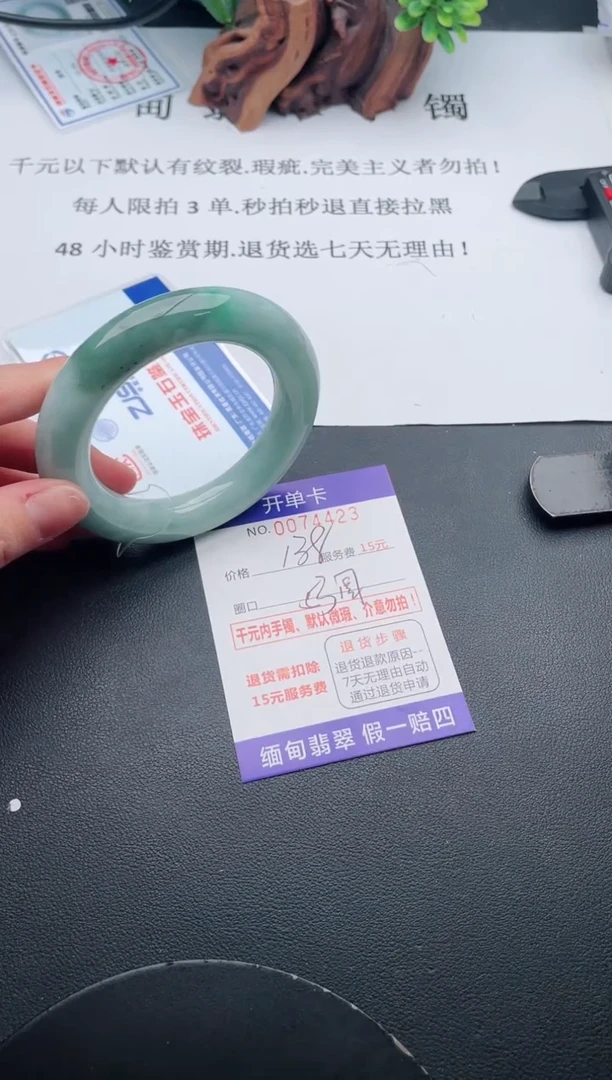 镯
千元以下默认有纹裂.瑕疵.完美主义者勿拍!
每人限拍 3 单.秒拍秒退直接拉黑
48 小时鉴赏期.退货选七天无理由!
开单卡
NO.0074423
价格 138 服务费 15元
圈口
千元内手镯、默认微瑕、介意勿拍!
退货需扣除
15元服务费
退货步骤
退货退款原因--
7天无理由自动
通过退货申请
缅甸翡翠 假一赔四